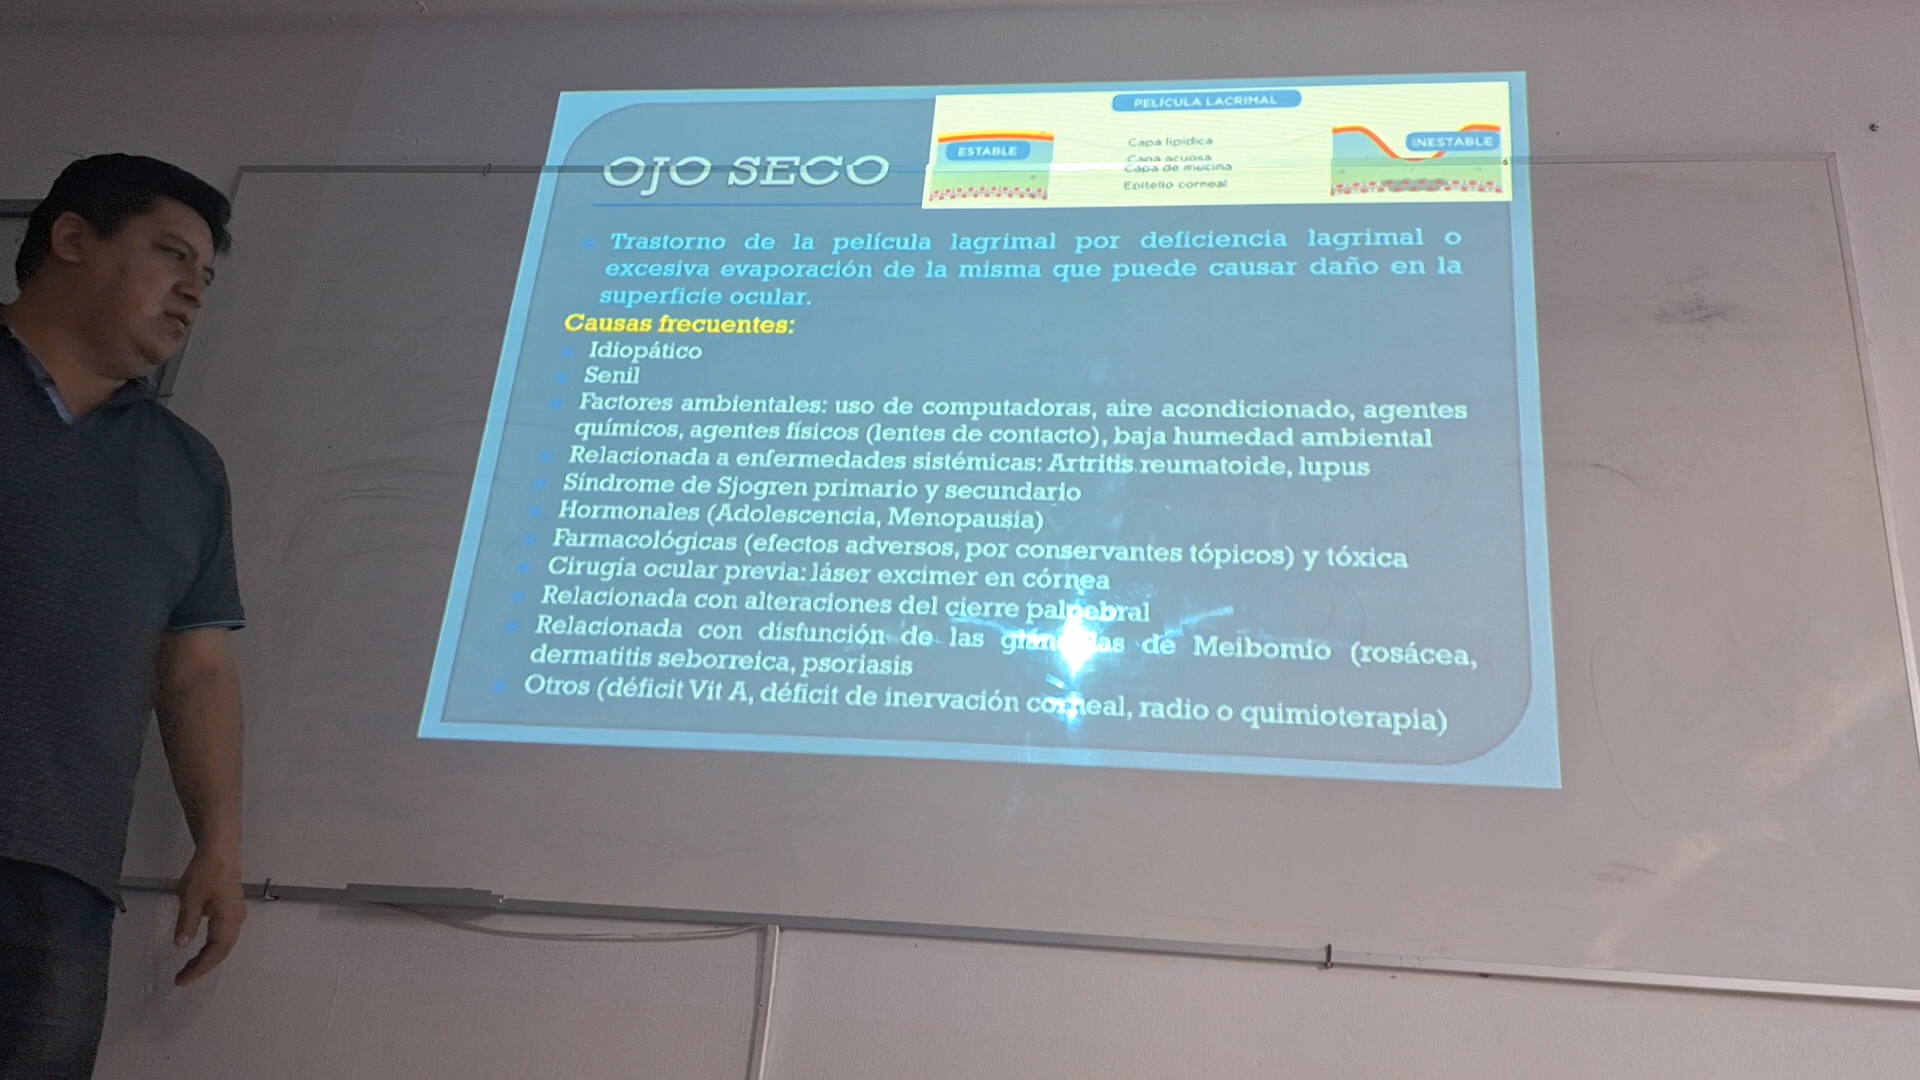 PELÍCULA LACRIMAL
ESTABLE
Capa lipídica
Capa acuosa
Capa de mucina
Epitelio corneal
INESTABLE
OJO SECO
Trastorno de la película lagrimal por deficiencia lagrimal o
excesiva evaporación de la misma que puede causar daño en la
superficie ocular.
Causas frecuentes:
Idiopático
Senil
Factores ambientales: uso de computadoras, aire acondicionado, agentes
químicos, agentes físicos (lentes de contacto), baja humedad ambiental
Relacionada a enfermedades sistémicas: Artritis reumatoide, lupus
Síndrome de Sjogren primario y secundario
Hormonales (Adolescencia, Menopausia)
Farmacológicas (efectos adversos, por conservantes tópicos) y tóxica
Cirugía ocular previa: láser excimer en córnea
Relacionada con alteraciones del cierre palpebral
Relacionada con disfunción de las glándulas de Meibomio (rosácea,
dermatitis seborreica, psoriasis
Otros (déficit Vit A, déficit de inervación corneal, radio o quimioterapia)